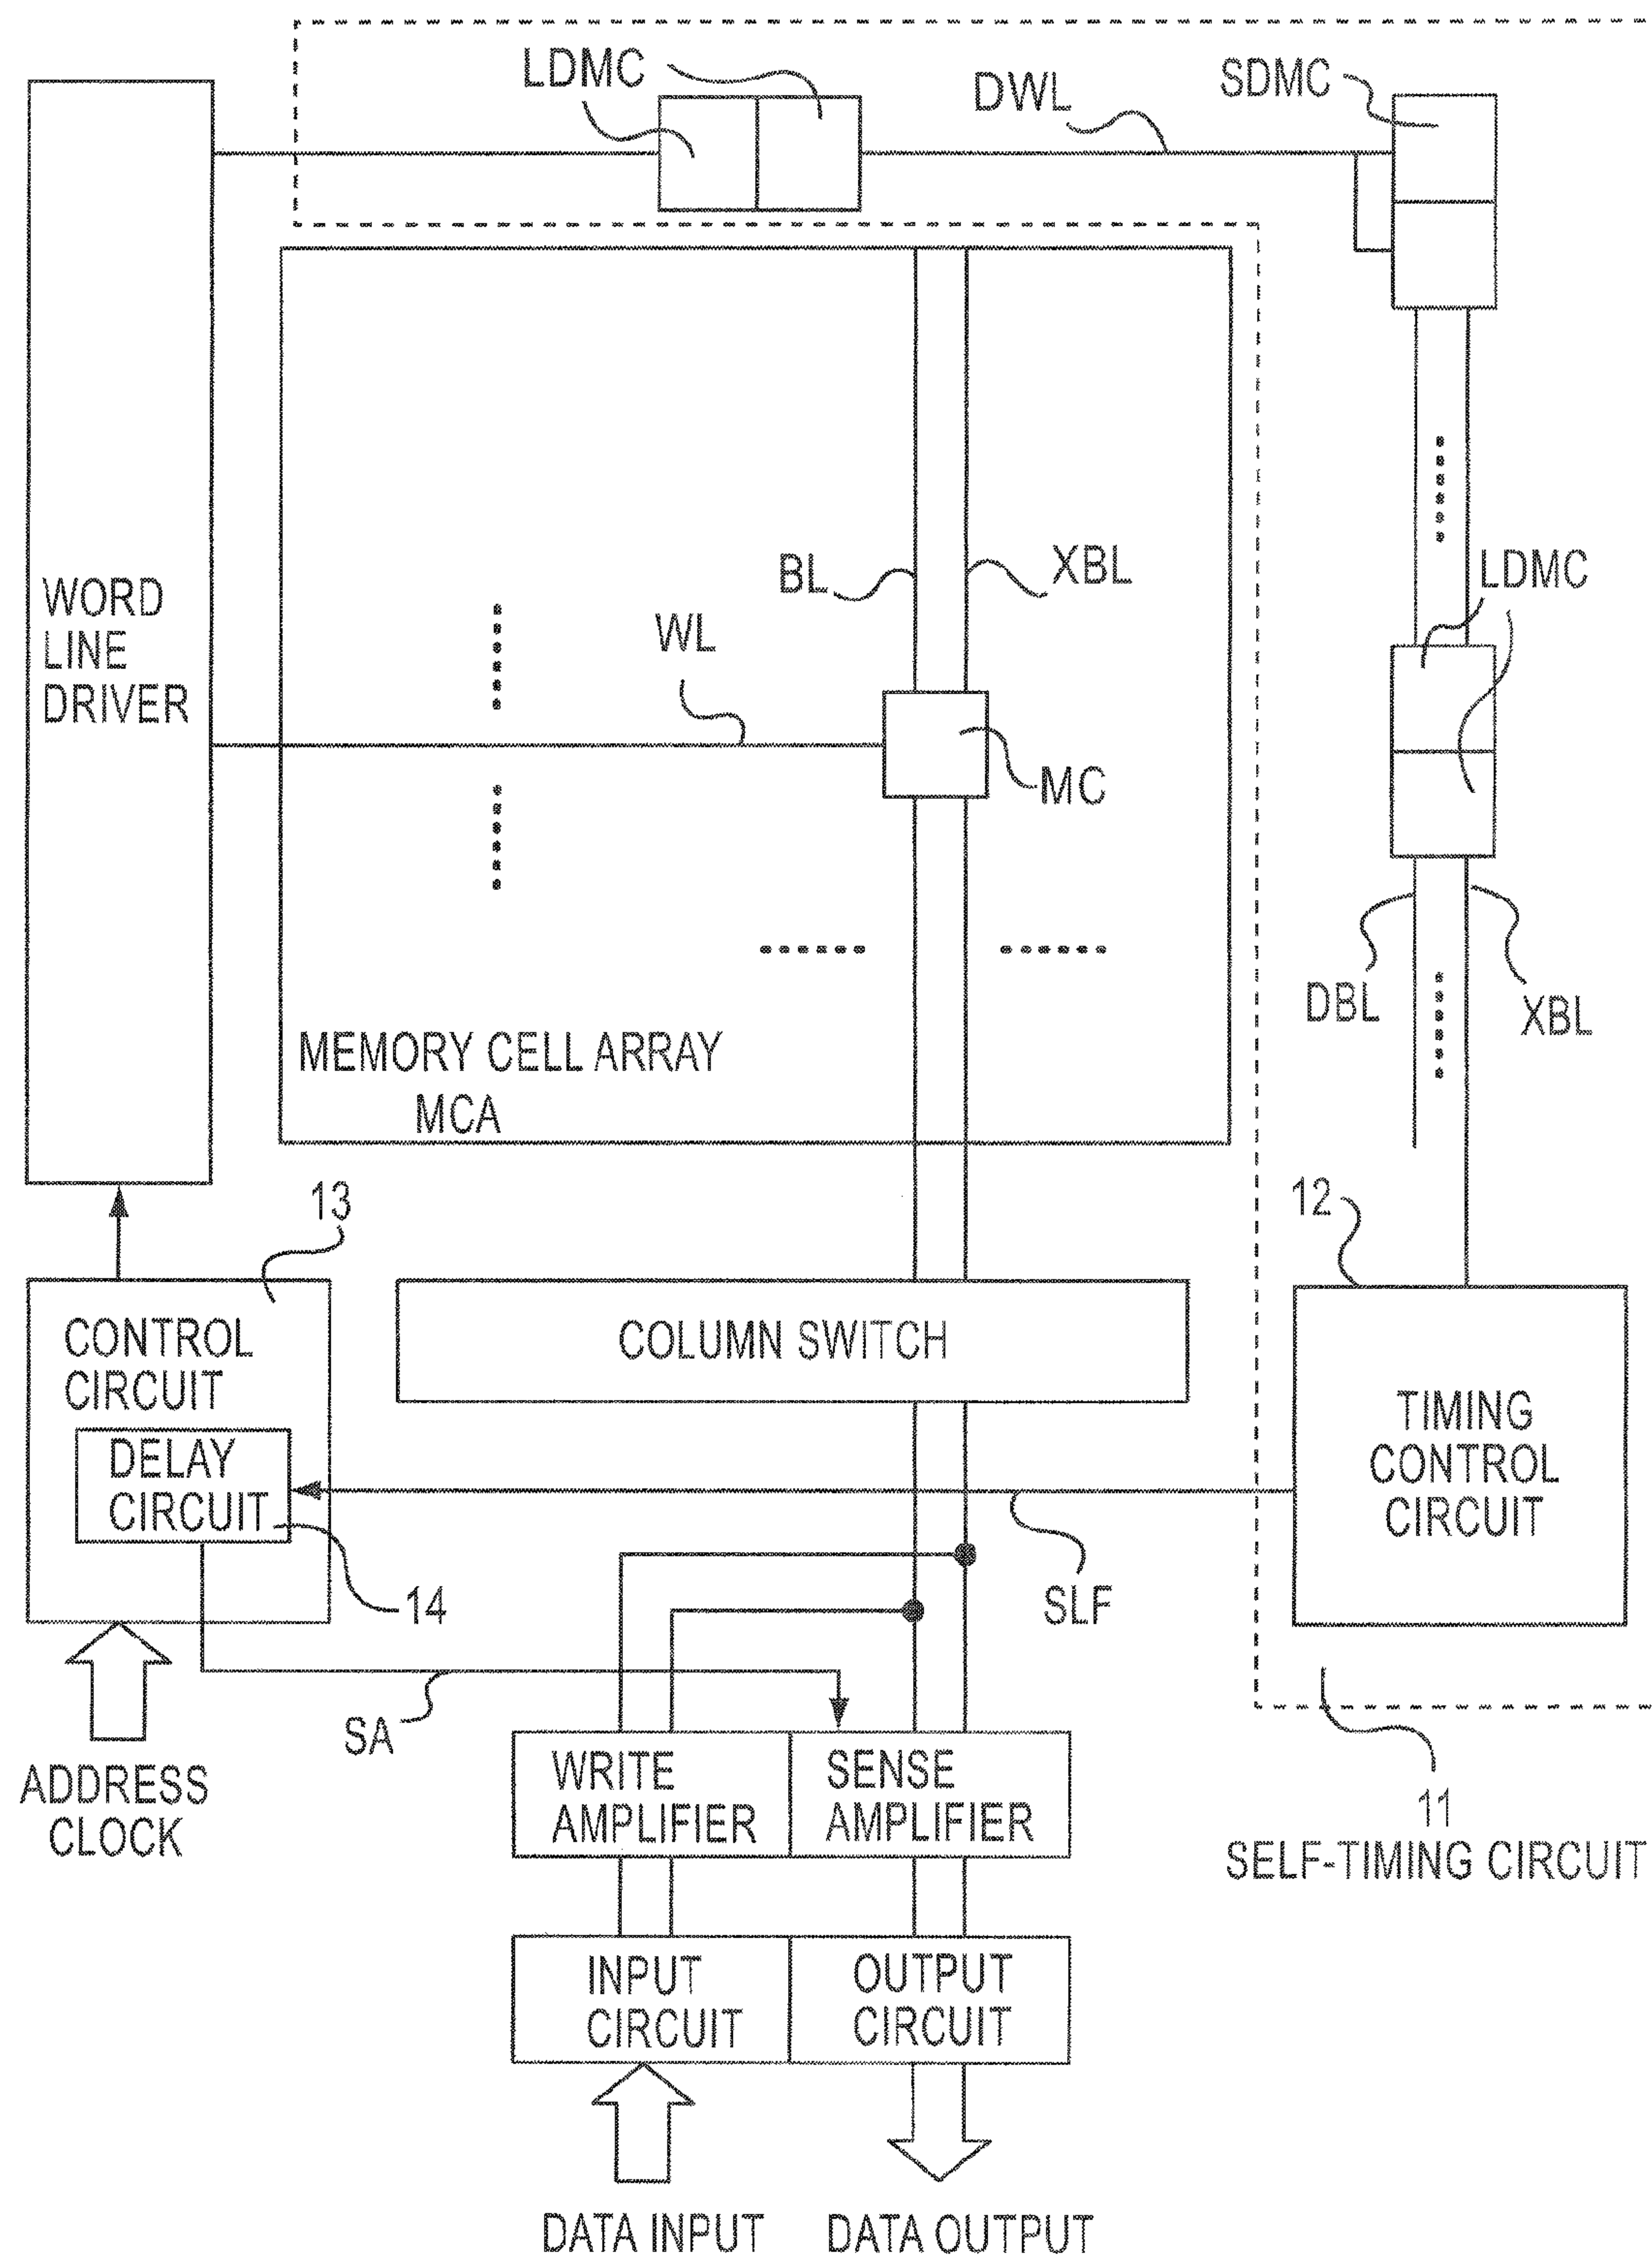 LDMC
DWL
SDMC
WORD
LINE
DRIVER
BL
XBL
WL
MC
LDMC
DBL
XBL
MEMORY CELL ARRAY
MCA
13
12
CONTROL
CIRCUIT
COLUMN SWITCH
TIMING
CONTROL
CIRCUIT
DELAY
CIRCUIT
14
SLF
SA
ADDRESS
CLOCK
WRITE
AMPLIFIER
SENSE
AMPLIFIER
11
SELF-TIMING CIRCUIT
INPUT
CIRCUIT
OUTPUT
CIRCUIT
DATA INPUT
DATA OUTPUT